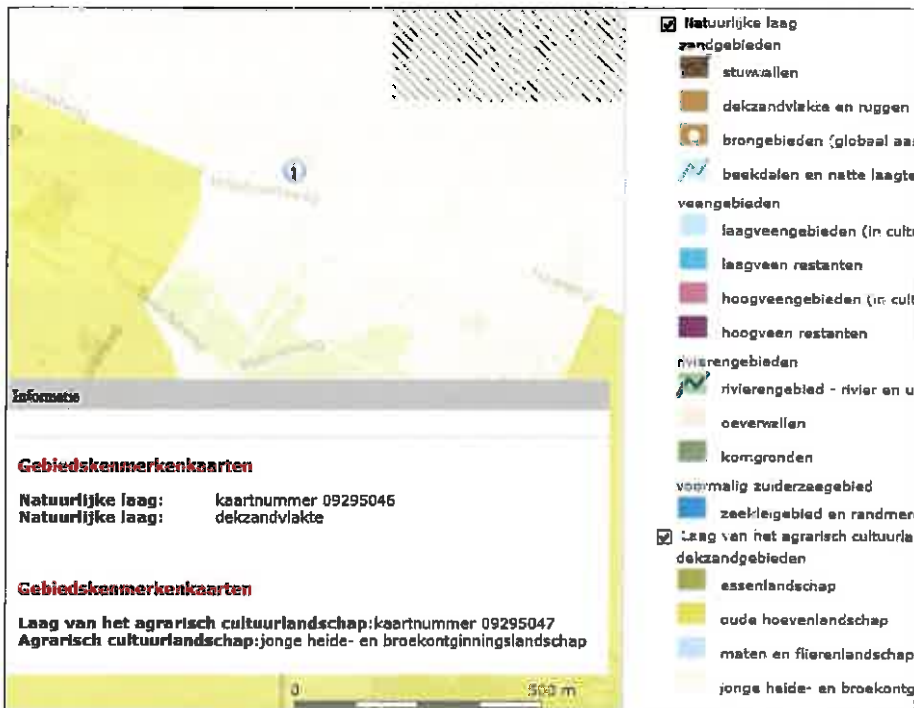 Informatie
Gebiedskenmerkenkaarten
Natuurlijke laag: kaartnummer 09295046
Natuurlijke laag: dekzandvlakte
Gebiedskenmerkenkaarten
Laag van het agrarisch cultuurlandschap:kaartnummer 09295047
Agrarisch cultuurlandschap:jonge heide- en broekontginningslandschap
0 500 m
Natuurlijke laag
zandgebieden
stuwwallen
dekzandvlakte en ruggen
brongebieden (globaal aa
beekdalen en natte laagte
veengebieden
laagveengebieden (in cult
laagveen restanten
hoogveengebieden (in cult
hoogveen restanten
rivierengebieden
rivierengebied - rivier en u
oeverwallen
komgronden
voormalig zuiderzeegebied
zeekleigebied en randmer
Laag van het agrarisch cultuurla
dekzandgebieden
essenlandschap
oude hoevenlandschap
maten en flierenlandschap
jonge heide- en broekontg